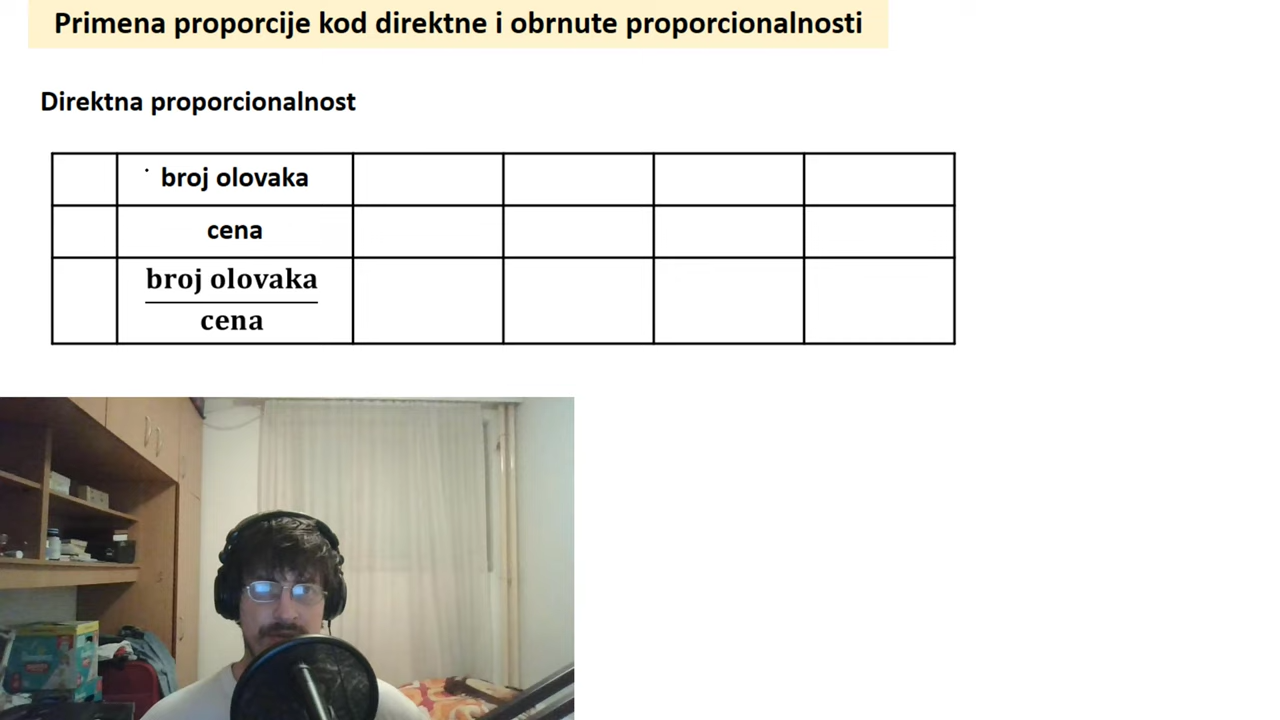 Primena proporcije kod direktne i obrnute proporcionalnosti
Direktna proporcionalnost
broj olovaka
cena
broj olovaka
cena